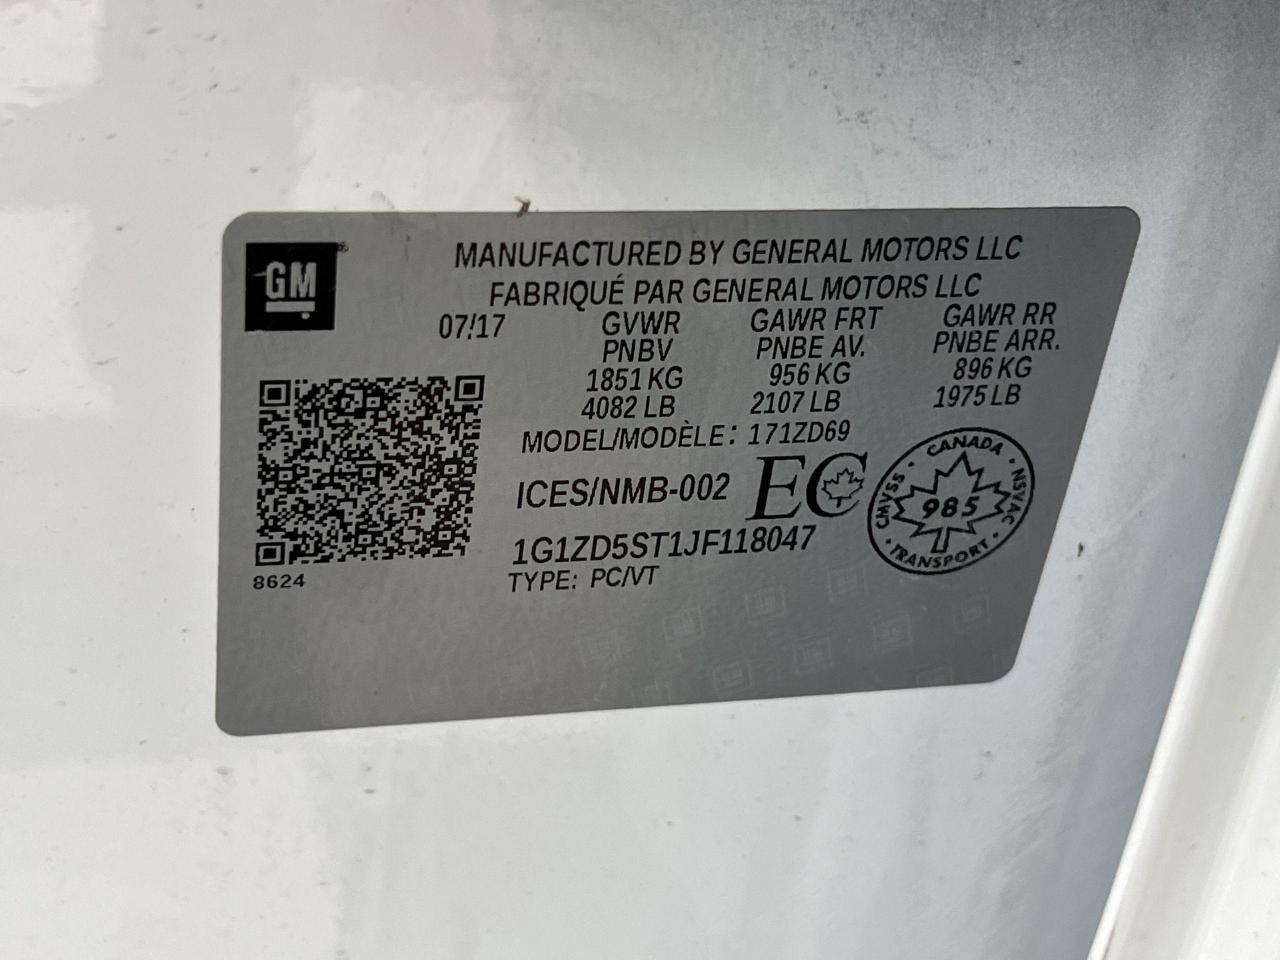 GM
MANUFACTURED BY GENERAL MOTORS LLC
FABRIQUÉ PAR GENERAL MOTORS LLC
07/17 GVWR GAWR FRT GAWR RR
PNBV PNBE AV. PNBE ARR.
1851 KG 956 KG 896 KG
4082 LB 2107 LB 1975 LB
MODEL/MODÈLE: 171ZD69
ICES/NMB-002 EC
1G1ZD5ST1JF118047
TYPE: PC/VT
8624
CANADA · NSVAC · TRANSPORT · CMVSS ·
985